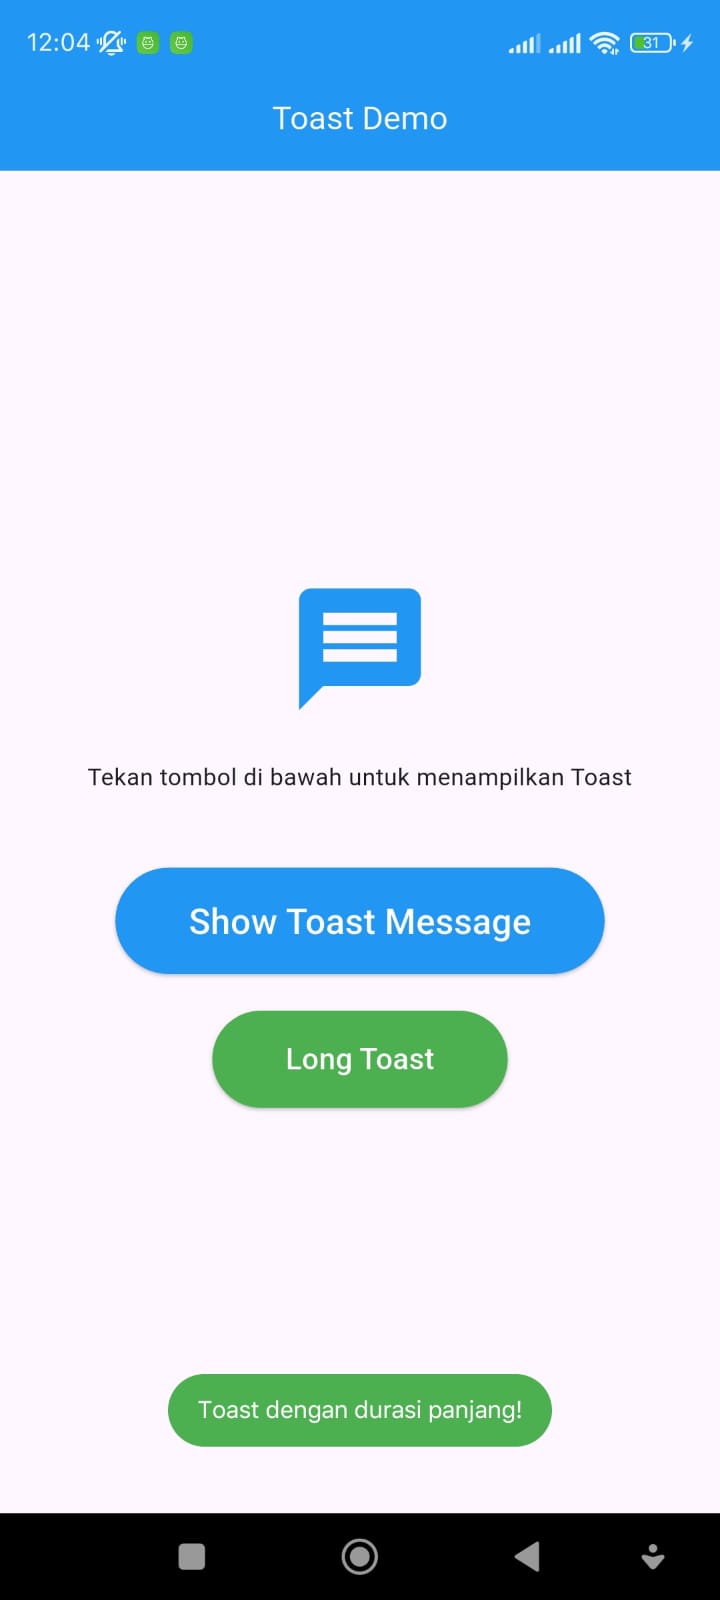 12:04
31
Toast Demo
Tekan tombol di bawah untuk menampilkan Toast
Show Toast Message
Long Toast
Toast dengan durasi panjang!